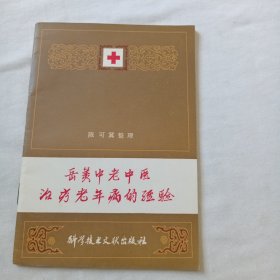 陈可冀整理
岳美中老中医
治疗老年病的经验
科学技术文献出版社